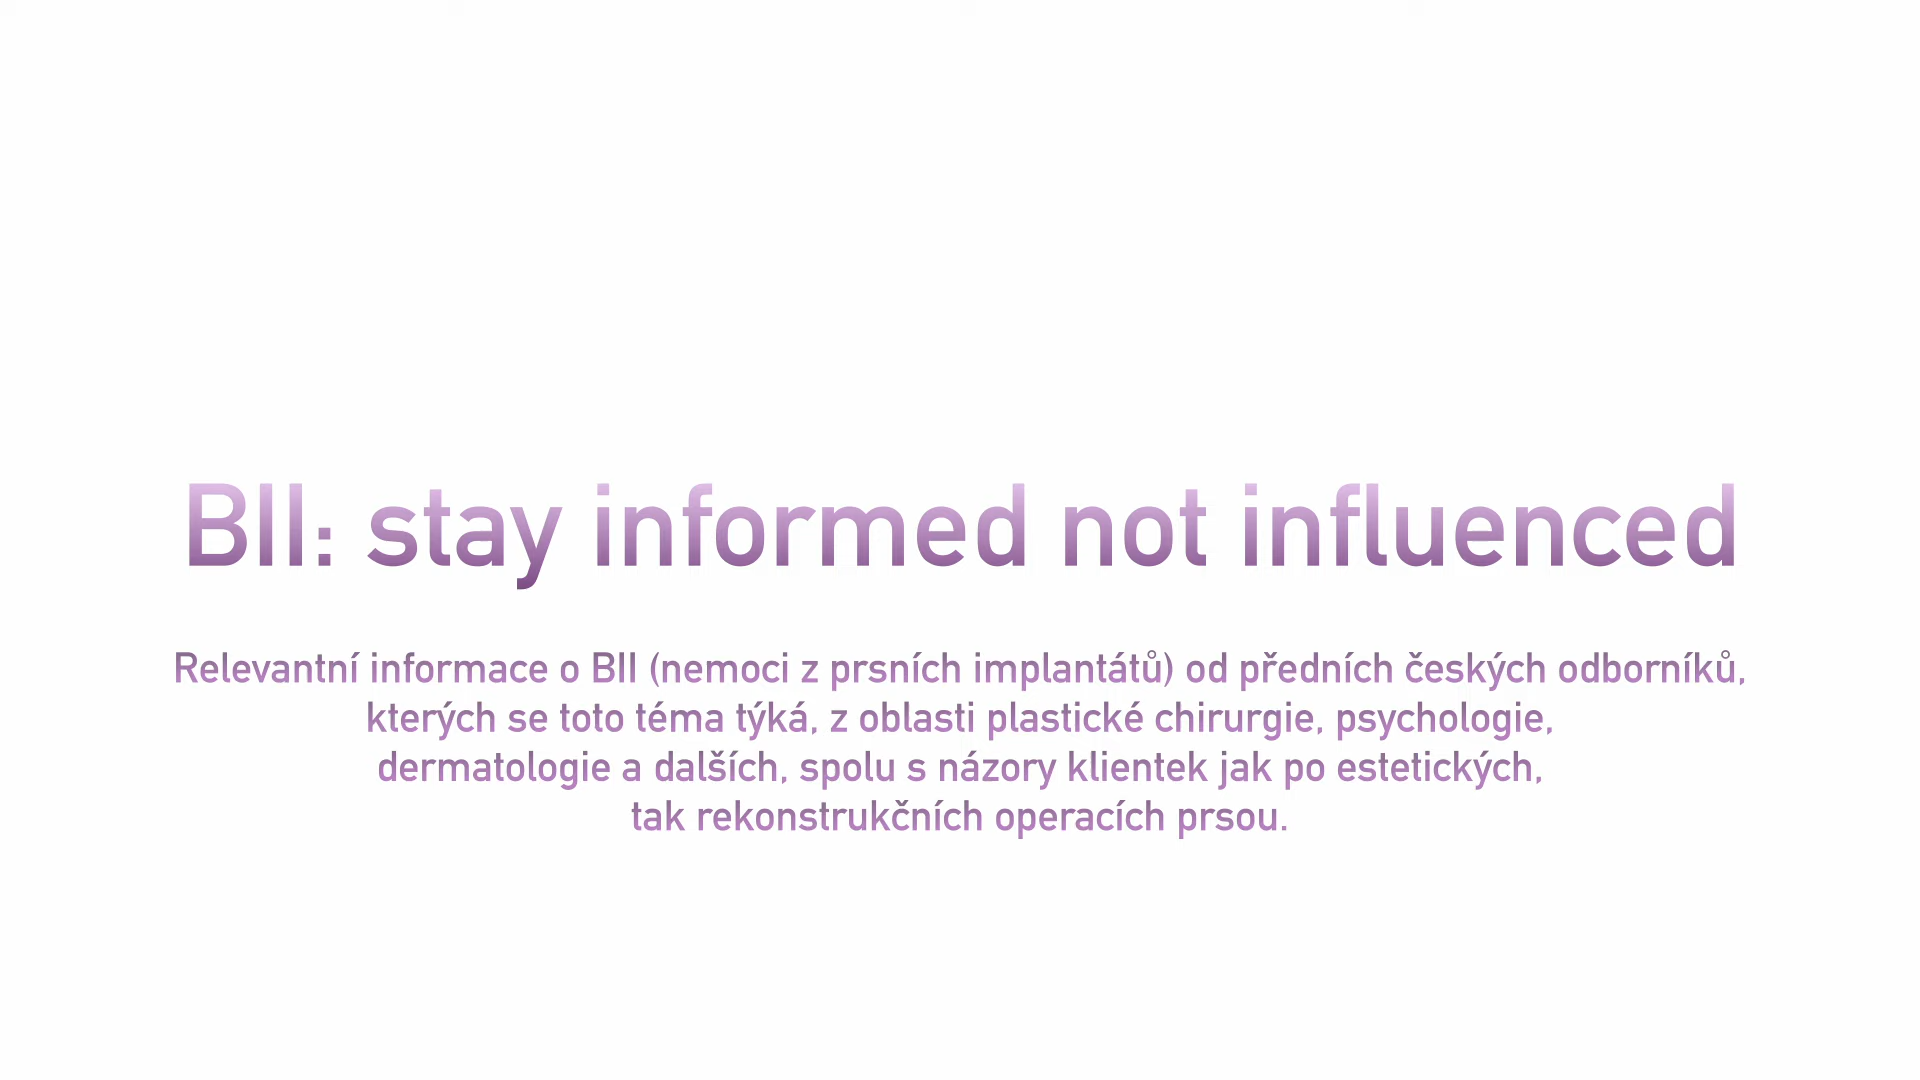 BII: stay informed not influenced
Relevantní informace o BII (nemoci z prsních implantátů) od předních českých odborníků,
kterých se toto téma týká, z oblasti plastické chirurgie, psychologie,
dermatologie a dalších, spolu s názory klientek jak po estetických,
tak rekonstrukčních operacích prsou.